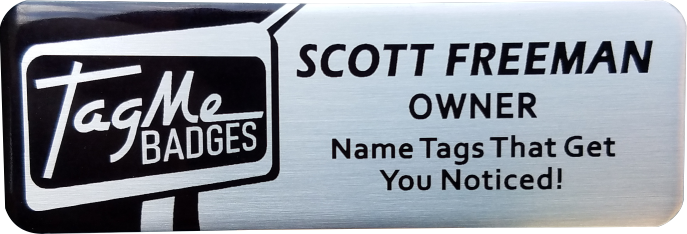 TagMe
BADGES
SCOTT FREEMAN
OWNER
Name Tags That Get
You Noticed!